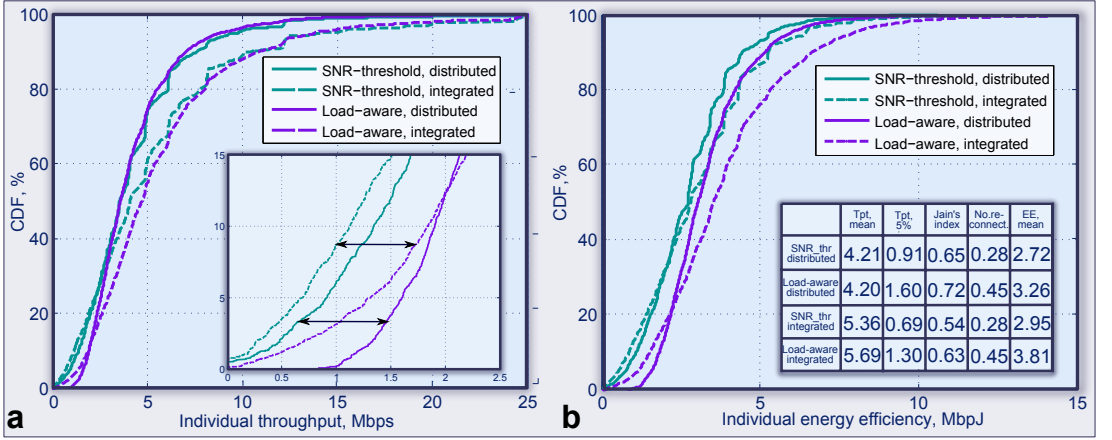 100
80
60
40
20
0
CDF, %
SNR−threshold, distributed
SNR−threshold, integrated
Load−aware, distributed
Load−aware, integrated
15
10
5
0
0 0.5 1 1.5 2 2.5
0 5 10 15 20 25
Individual throughput, Mbps
a
100
80
60
40
20
0
CDF, %
SNR−threshold, distributed
SNR−threshold, integrated
Load−aware, distributed
Load−aware, integrated
Tpt, mean Tpt, 5% Jain's index No.re-connect. EE, mean
SNR_thr distributed 4.21 0.91 0.65 0.28 2.72
Load-aware distributed 4.20 1.60 0.72 0.45 3.26
SNR_thr integrated 5.36 0.69 0.54 0.28 2.95
Load-aware integrated 5.69 1.30 0.63 0.45 3.81
0 5 10 15
Individual energy efficiency, MbpJ
b